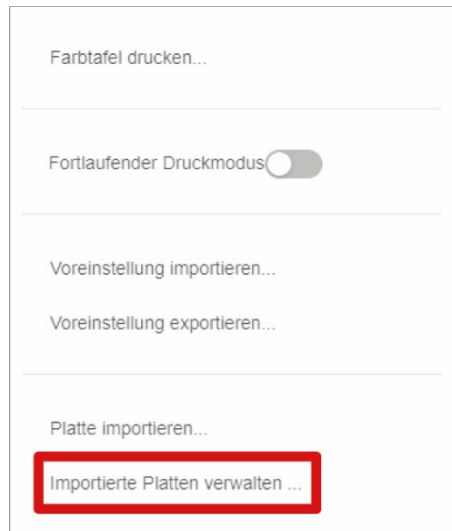 Farbtafel drucken...
Fortlaufender Druckmodus
Voreinstellung importieren...
Voreinstellung exportieren...
Platte importieren...
Importierte Platten verwalten ...